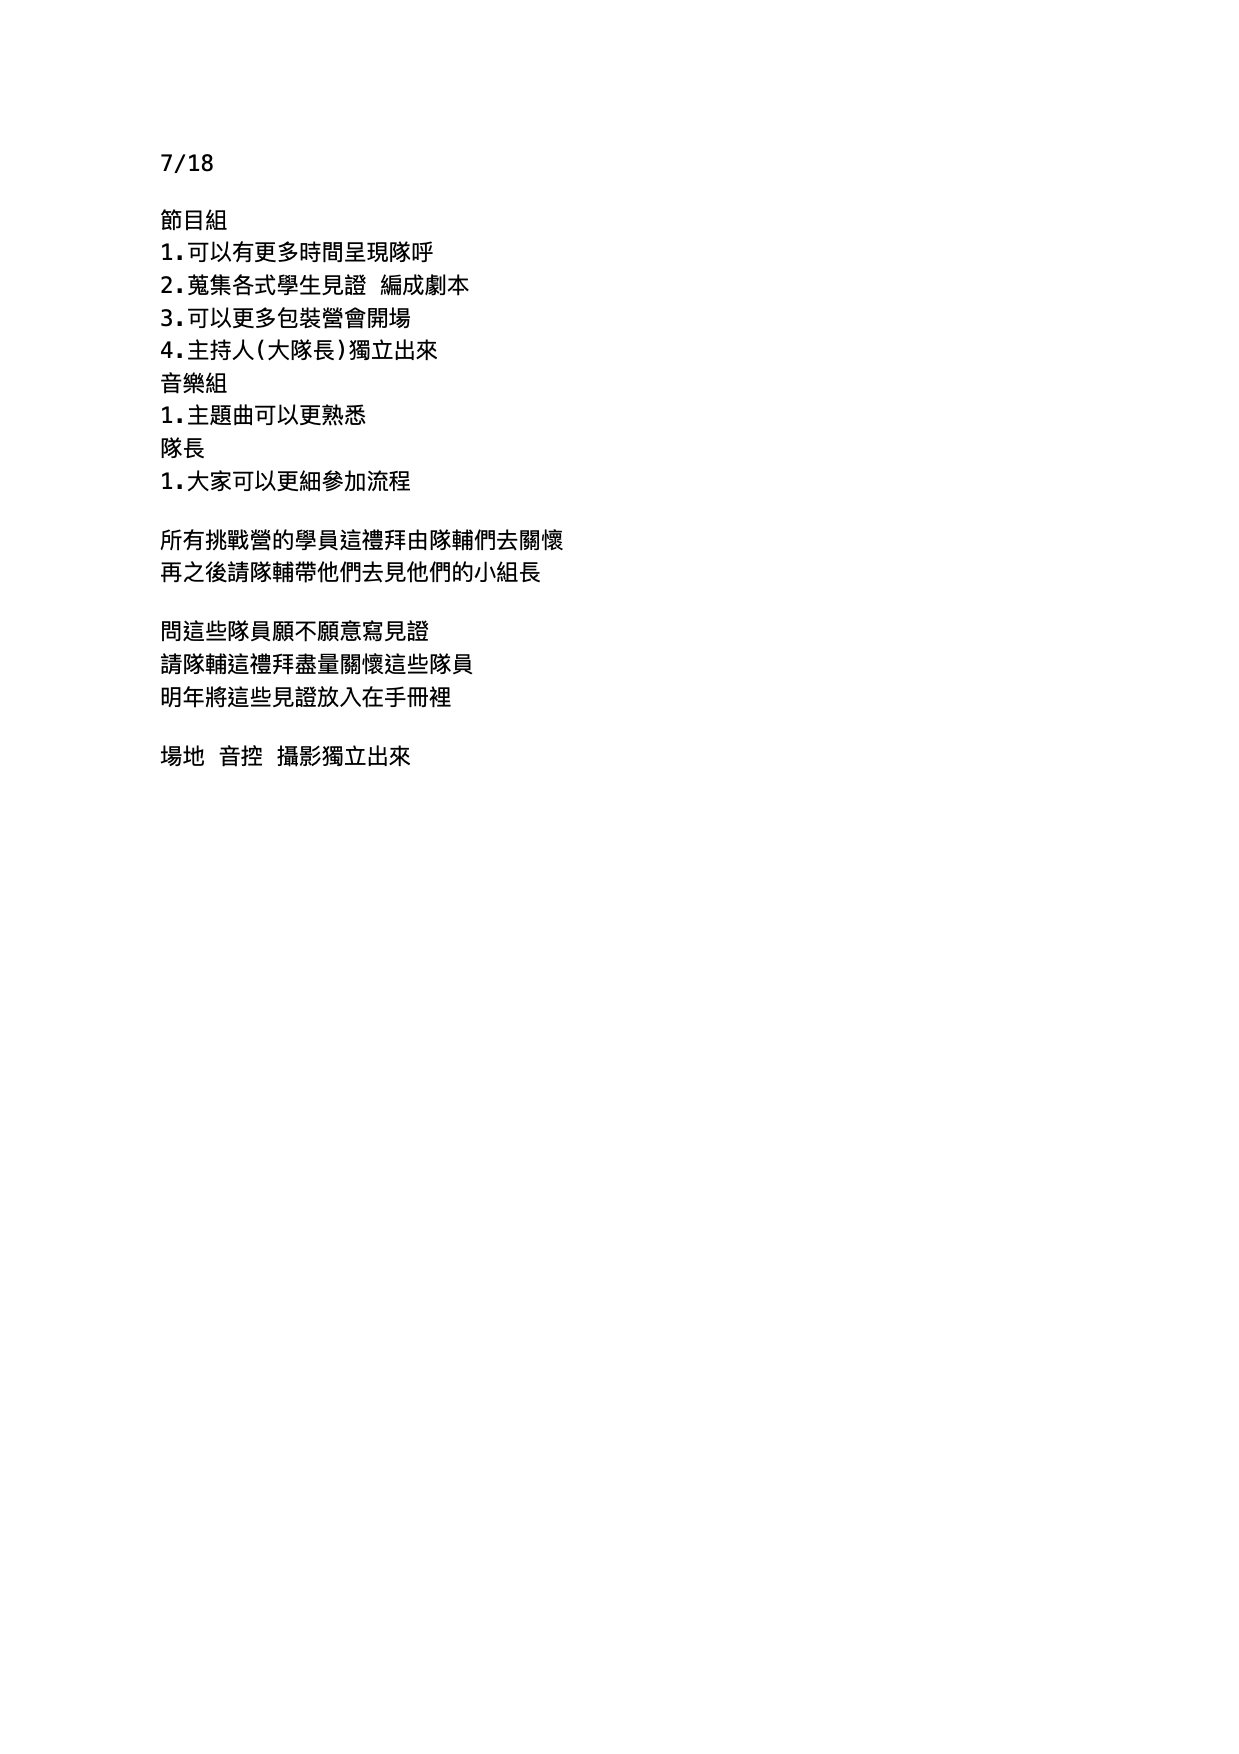 7/18
節目組
1.可以有更多時間呈現隊呼
2.蒐集各式學生見證 編成劇本
3.可以更多包裝營會開場
4.主持人(大隊長)獨立出來
音樂組
1.主題曲可以更熟悉
隊長
1.大家可以更細參加流程
所有挑戰營的學員這禮拜由隊輔們去關懷
再之後請隊輔帶他們去見他們的小組長
問這些隊員願不願意寫見證
請隊輔這禮拜盡量關懷這些隊員
明年將這些見證放入在手冊裡
場地 音控 攝影獨立出來